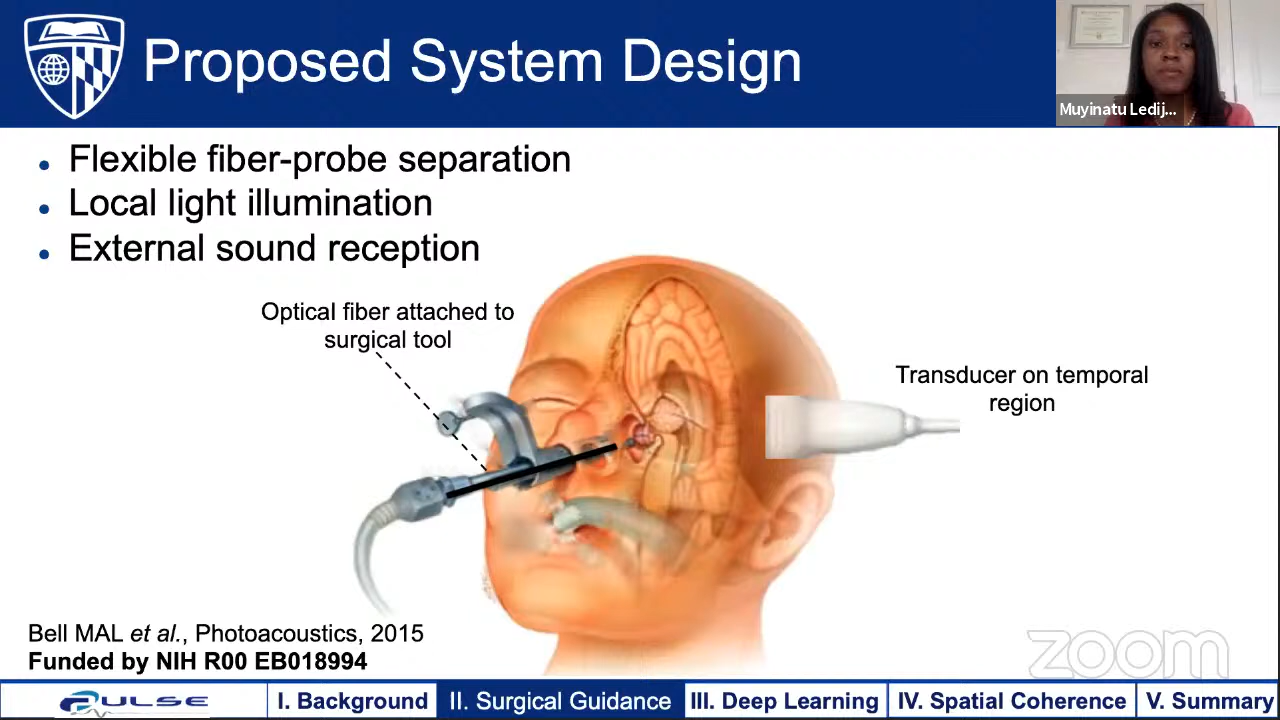 Proposed System Design
Muyinatu Ledij...
• Flexible fiber-probe separation
• Local light illumination
• External sound reception
Optical fiber attached to
surgical tool
Transducer on temporal
region
Bell MAL et al., Photoacoustics, 2015
Funded by NIH R00 EB018994
zoom
PULSE
I. Background
II. Surgical Guidance
III. Deep Learning
IV. Spatial Coherence
V. Summary